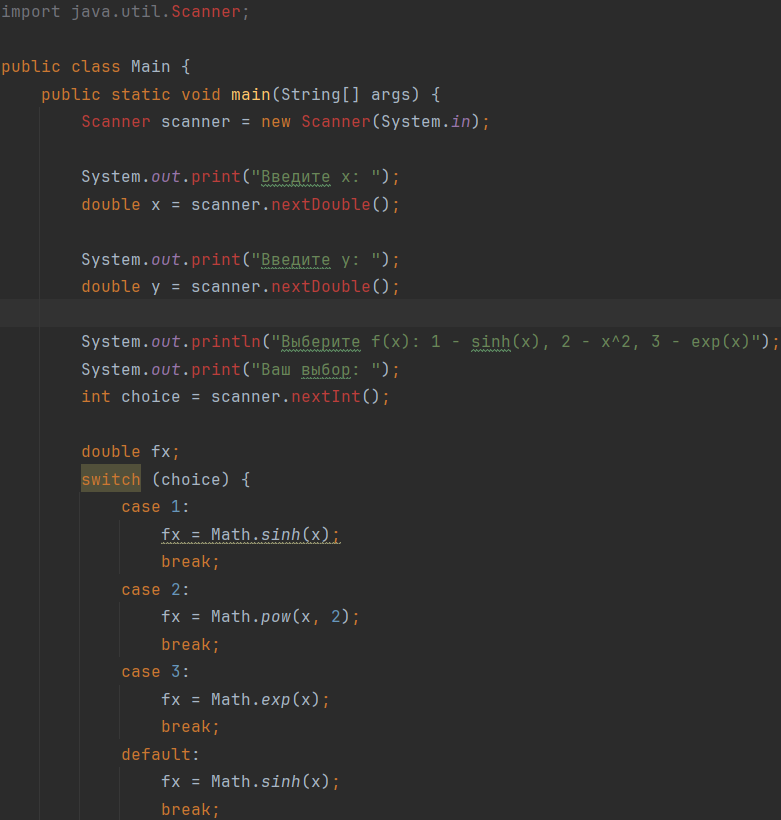 import java.util.Scanner;
public class Main {
public static void main(String[] args) {
Scanner scanner = new Scanner(System.in);
System.out.print("Введите x: ");
double x = scanner.nextDouble();
System.out.print("Введите y: ");
double y = scanner.nextDouble();
System.out.println("Выберите f(x): 1 - sinh(x), 2 - x^2, 3 - exp(x)");
System.out.print("Ваш выбор: ");
int choice = scanner.nextInt();
double fx;
switch (choice) {
case 1:
fx = Math.sinh(x);
break;
case 2:
fx = Math.pow(x, 2);
break;
case 3:
fx = Math.exp(x);
break;
default:
fx = Math.sinh(x);
break;